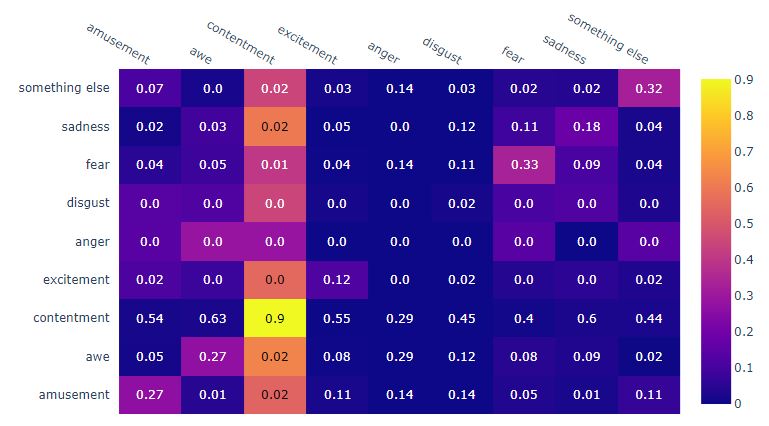 amusement awe contentment excitement anger disgust fear sadness something else
something else 0.07 0.0 0.02 0.03 0.14 0.03 0.02 0.02 0.32
sadness 0.02 0.03 0.02 0.05 0.0 0.12 0.11 0.18 0.04
fear 0.04 0.05 0.01 0.04 0.14 0.11 0.33 0.09 0.04
disgust 0.0 0.0 0.0 0.0 0.0 0.02 0.0 0.0 0.0
anger 0.0 0.0 0.0 0.0 0.0 0.0 0.0 0.0 0.0
excitement 0.02 0.0 0.0 0.12 0.0 0.02 0.0 0.0 0.02
contentment 0.54 0.63 0.9 0.55 0.29 0.45 0.4 0.6 0.44
awe 0.05 0.27 0.02 0.08 0.29 0.12 0.08 0.09 0.02
amusement 0.27 0.01 0.02 0.11 0.14 0.14 0.05 0.01 0.11
0.9
0.8
0.7
0.6
0.5
0.4
0.3
0.2
0.1
0